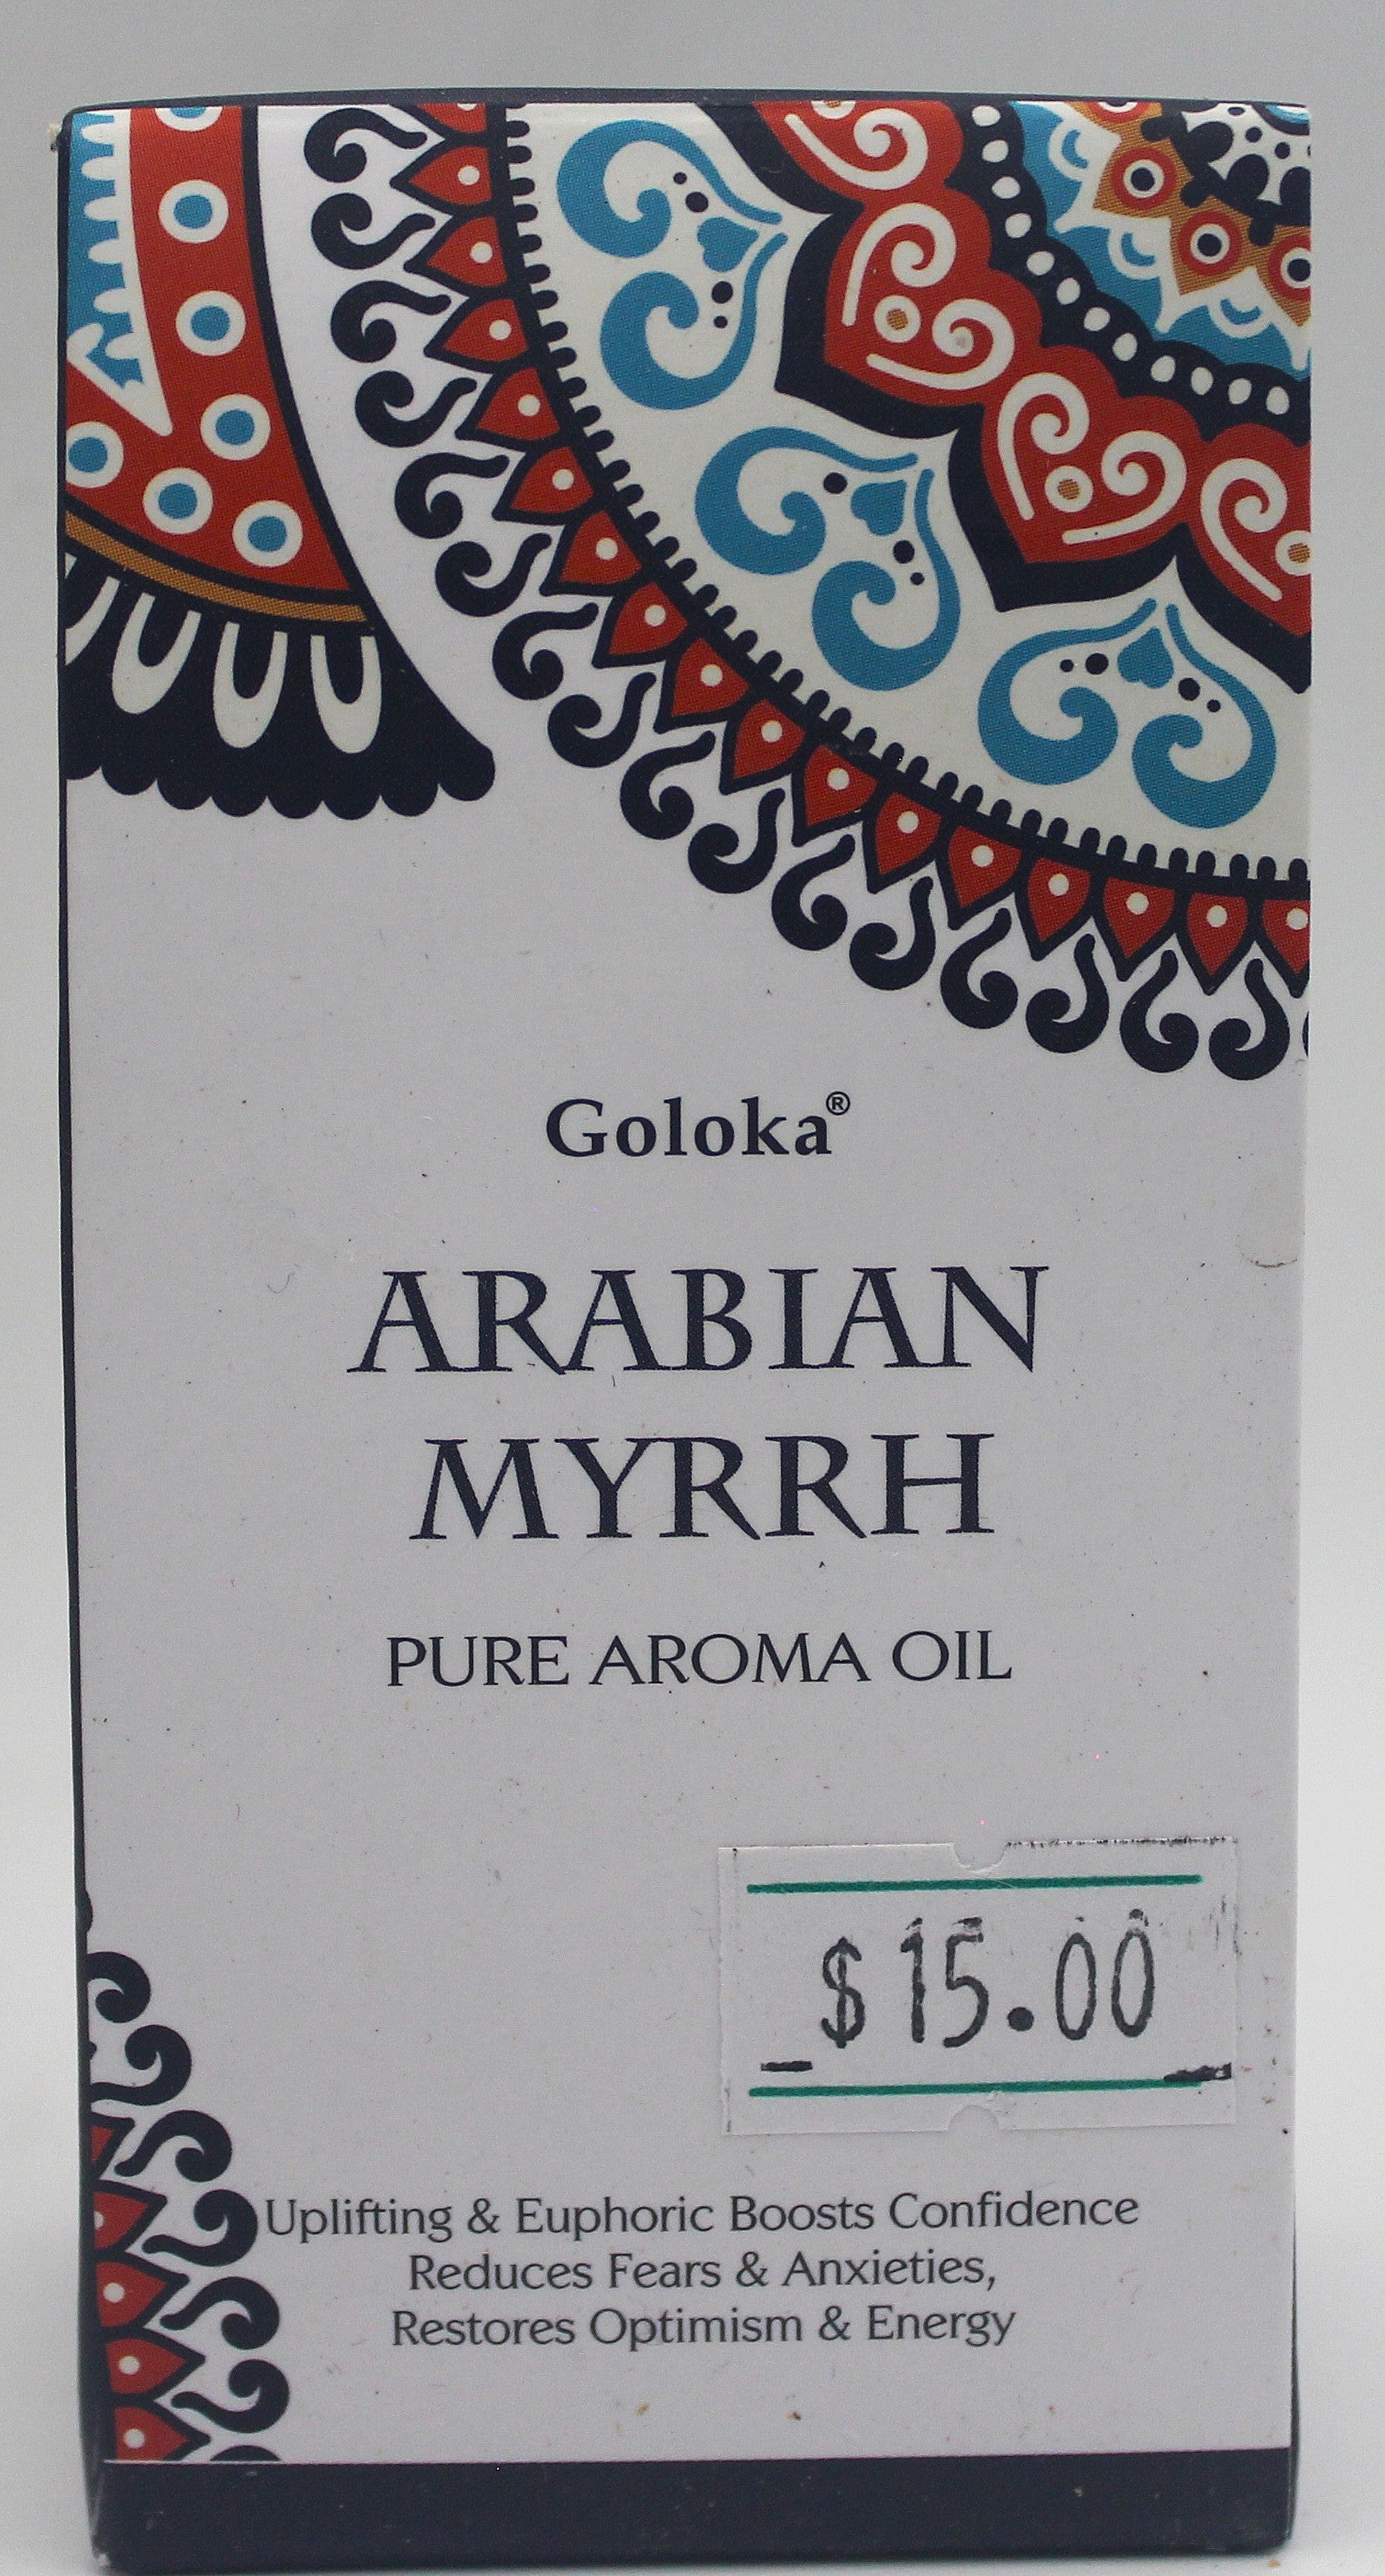 Goloka®
ARABIAN
MYRRH
PURE AROMA OIL
$15.00
Uplifting & Euphoric Boosts Confidence
Reduces Fears & Anxieties,
Restores Optimism & Energy